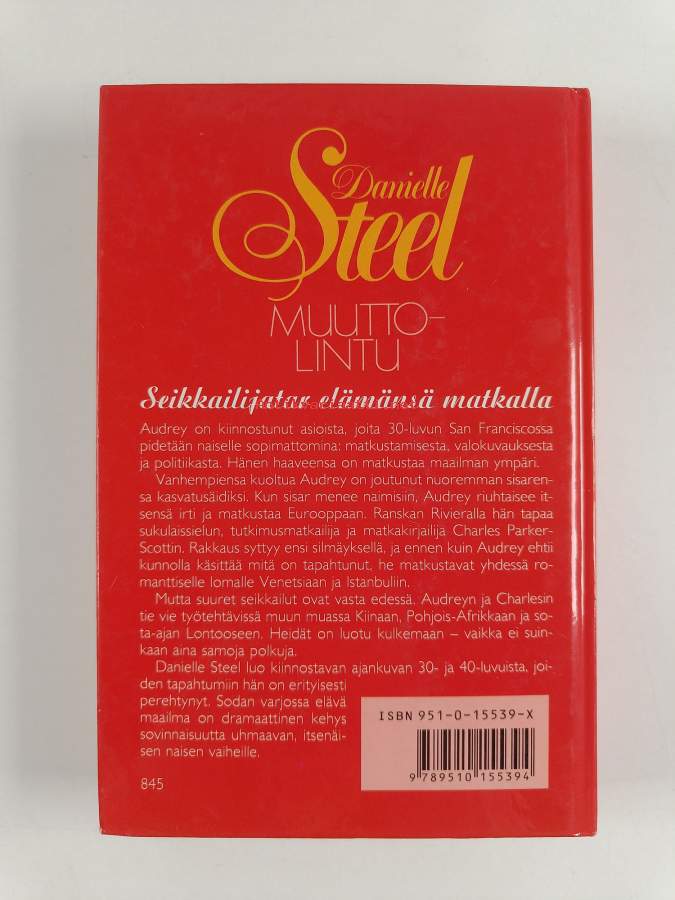 Danielle
Steel
MUUTTO-
LINTU
Seikkailijatar elämänsä matkalla
Audrey on kiinnostunut asioista, joita 30-luvun San Franciscossa
pidetään naiselle sopimattomina: matkustamisesta, valokuvauksesta
ja politiikasta. Hänen haaveensa on matkustaa maailman ympäri.
Vanhempiensa kuoltua Audrey on joutunut nuoremman sisaren-
sa kasvatusäidiksi. Kun sisar menee naimisiin, Audrey riuhtaisee it-
sensä irti ja matkustaa Eurooppaan. Ranskan Rivieralla hän tapaa
sukulaissielun, tutkimusmatkailija ja matkakirjailija Charles Parker-
Scottin. Rakkaus syttyy ensi silmäyksellä, ja ennen kuin Audrey ehtii
kunnolla käsittää mitä on tapahtunut, he matkustavat yhdessä ro-
manttiselle lomalle Venetsiaan ja Istanbuliin.
Mutta suuret seikkailut ovat vasta edessä. Audreyn ja Charlesin
tie vie työtehtävissä muun muassa Kiinaan, Pohjois-Afrikkaan ja so-
ta-ajan Lontooseen. Heidät on luotu kulkemaan – vaikka ei suin-
kaan aina samoja polkuja.
Danielle Steel luo kiinnostavan ajankuvan 30- ja 40-luvuista, joi-
den tapahtumiin hän on erityisesti
perehtynyt. Sodan varjossa elävä
maailma on dramaattinen kehys
sovinnaisuutta uhmaavan, itsenäi-
sen naisen vaiheille.
845
ISBN 951-0-15539-X
9 789510 155394